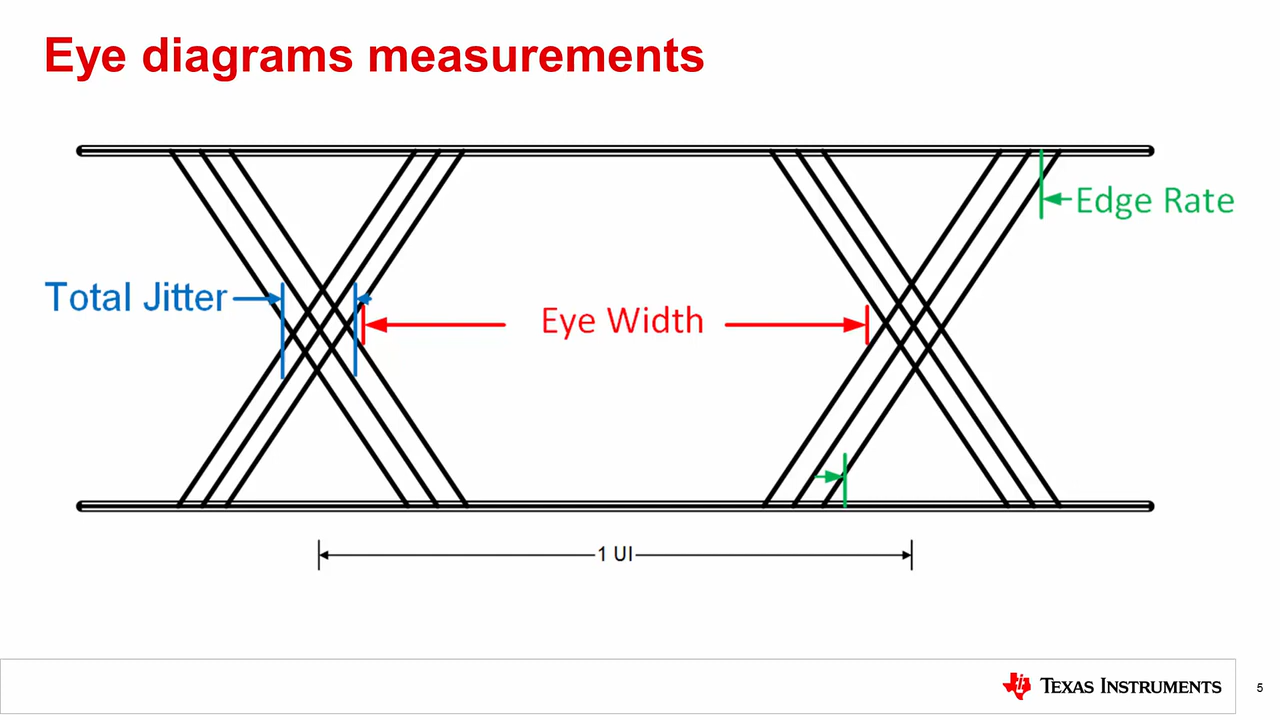 Eye diagrams measurements
Edge Rate
Total Jitter
Eye Width
1 UI
TEXAS INSTRUMENTS
5